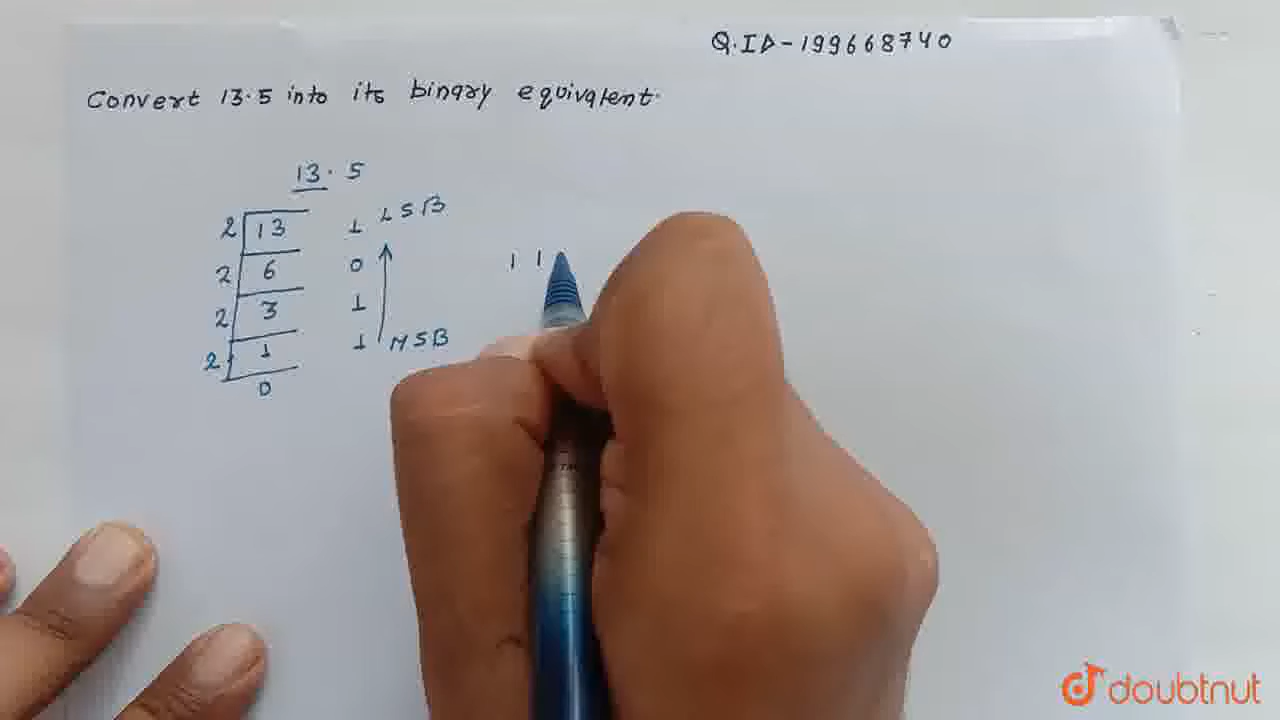 Q.ID-199668740
Convert 13.5 into its binary equivalent.
13.5
2 13 1 LSB
2 6 0
2 3 1
2 1 1 MSB
0
1 1
doubtnut